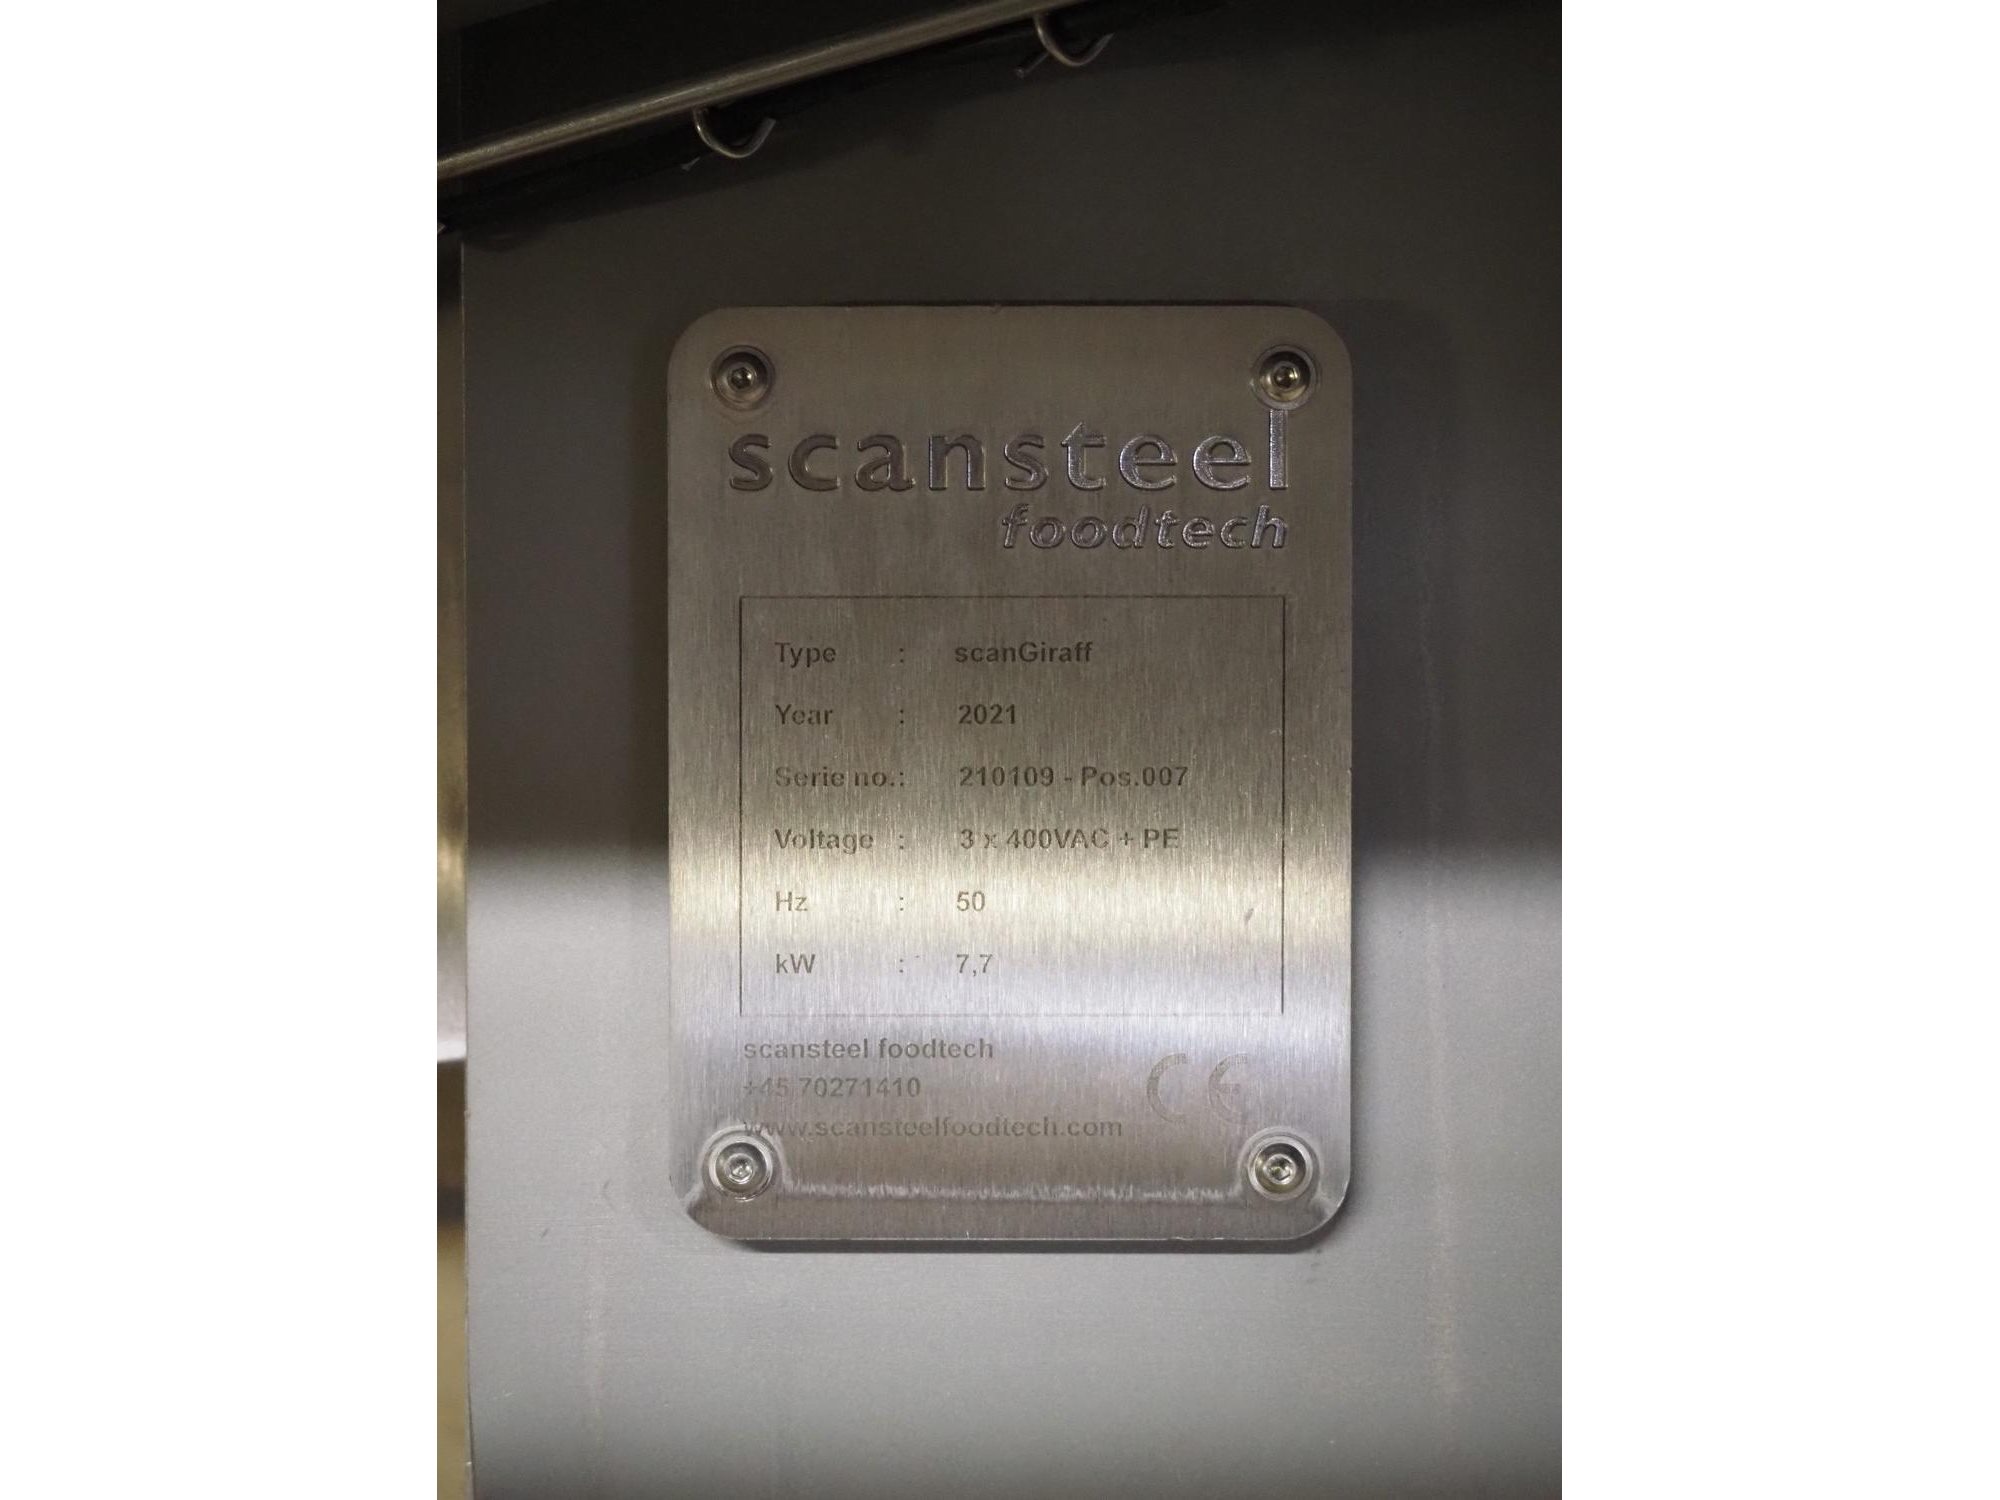 scansteel
foodtech
Type : scanGiraff
Year : 2021
Serie no.: 210109 - Pos.007
Voltage : 3 x 400VAC + PE
Hz : 50
kW : 7,7
scansteel foodtech
+45 70271410
www.scansteelfoodtech.com
CE